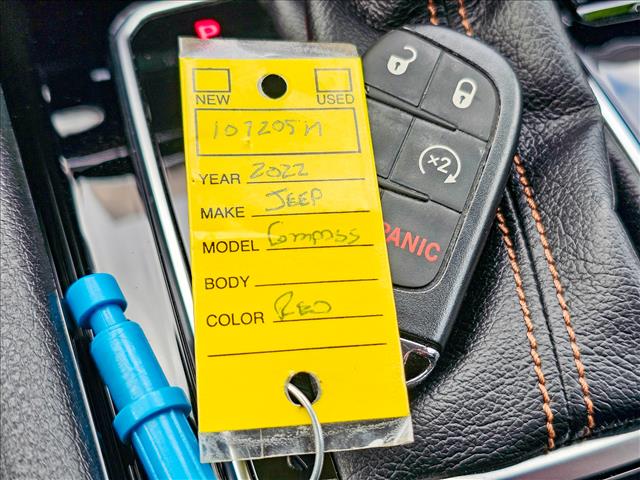 P
NEW USED
107205N
YEAR 2022
MAKE JEEP
MODEL Compass
BODY
COLOR RED
x2
PANIC